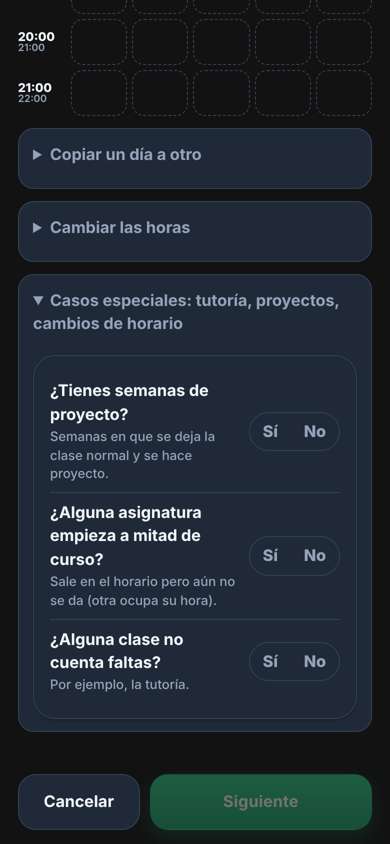 20:00
21:00
21:00
22:00
▶ Copiar un día a otro
▶ Cambiar las horas
▼ Casos especiales: tutoría, proyectos,
cambios de horario
¿Tienes semanas de
proyecto?
Semanas en que se deja la
clase normal y se hace
proyecto.
Sí No
¿Alguna asignatura
empieza a mitad de
curso?
Sale en el horario pero aún no
se da (otra ocupa su hora).
Sí No
¿Alguna clase no
cuenta faltas?
Por ejemplo, la tutoría.
Sí No
Cancelar
Siguiente